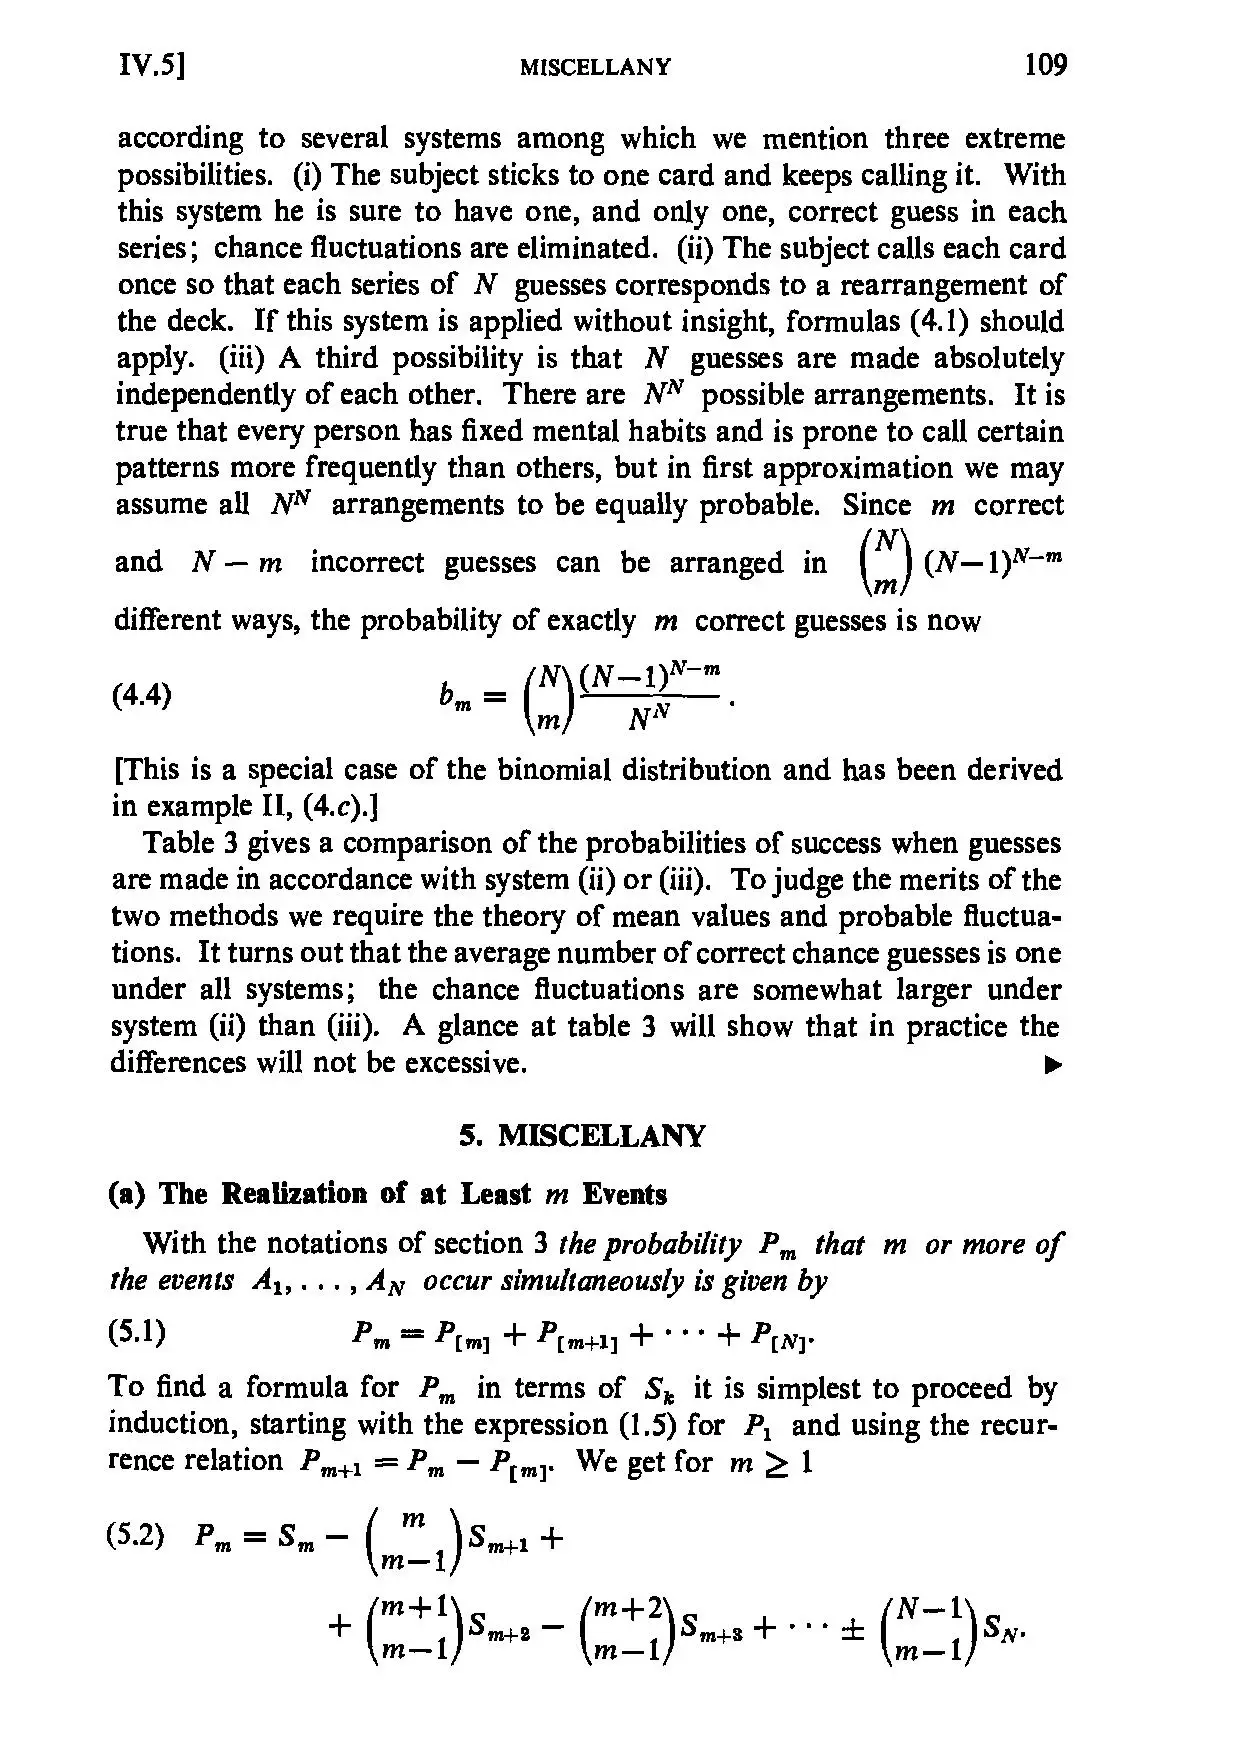 IV.5] MISCELLANY 109
according to several systems among which we mention three extreme
possibilities. (i) The subject sticks to one card and keeps calling it. With
this system he is sure to have one, and only one, correct guess in each
series; chance fluctuations are eliminated. (ii) The subject calls each card
once so that each series of N guesses corresponds to a rearrangement of
the deck. If this system is applied without insight, formulas (4.1) should
apply. (iii) A third possibility is that N guesses are made absolutely
independently of each other. There are N^N possible arrangements. It is
true that every person has fixed mental habits and is prone to call certain
patterns more frequently than others, but in first approximation we may
assume all N^N arrangements to be equally probable. Since m correct
and N − m incorrect guesses can be arranged in \binom{N}{m} (N−1)^{N−m}
different ways, the probability of exactly m correct guesses is now
(4.4) b_m = \binom{N}{m} \frac{(N−1)^{N−m}}{N^N}.
[This is a special case of the binomial distribution and has been derived
in example II, (4.c).]
Table 3 gives a comparison of the probabilities of success when guesses
are made in accordance with system (ii) or (iii). To judge the merits of the
two methods we require the theory of mean values and probable fluctua-
tions. It turns out that the average number of correct chance guesses is one
under all systems; the chance fluctuations are somewhat larger under
system (ii) than (iii). A glance at table 3 will show that in practice the
differences will not be excessive. ►
5. MISCELLANY
(a) The Realization of at Least m Events
With the notations of section 3 the probability P_m that m or more of
the events A_1, . . . , A_N occur simultaneously is given by
(5.1) P_m = P_{[m]} + P_{[m+1]} + · · · + P_{[N]}.
To find a formula for P_m in terms of S_k it is simplest to proceed by
induction, starting with the expression (1.5) for P_1 and using the recur-
rence relation P_{m+1} = P_m − P_{[m]}. We get for m ≥ 1
(5.2) P_m = S_m − \binom{m}{m−1} S_{m+1} +
+ \binom{m+1}{m−1} S_{m+2} − \binom{m+2}{m−1} S_{m+3} + · · · ± \binom{N−1}{m−1} S_N.